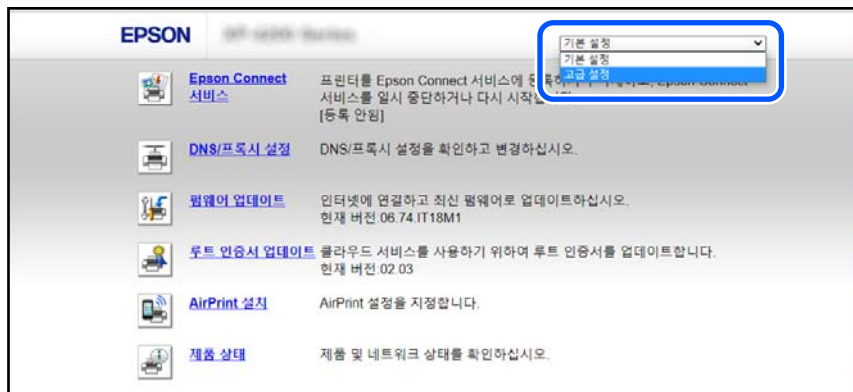 EPSON
기본 설정
기본 설정
고급 설정
Epson Connect
서비스
프린터를 Epson Connect 서비스에
서비스를 일시 중단하거나 다시
[등록 안됨]
DNS/프록시 설정
DNS/프록시 설정을 확인하고 변경하십시오.
펌웨어 업데이트
인터넷에 연결하고 최신 펌웨어로 업데이트하십시오.
현재 버전:06.74.IT18M1
루트 인증서 업데이트
클라우드 서비스를 사용하기 위하여 루트 인증서를 업데이트합니다.
현재 버전:02.03
AirPrint 설치
AirPrint 설정을 지정합니다.
제품 상태
제품 및 네트워크 상태를 확인하십시오.